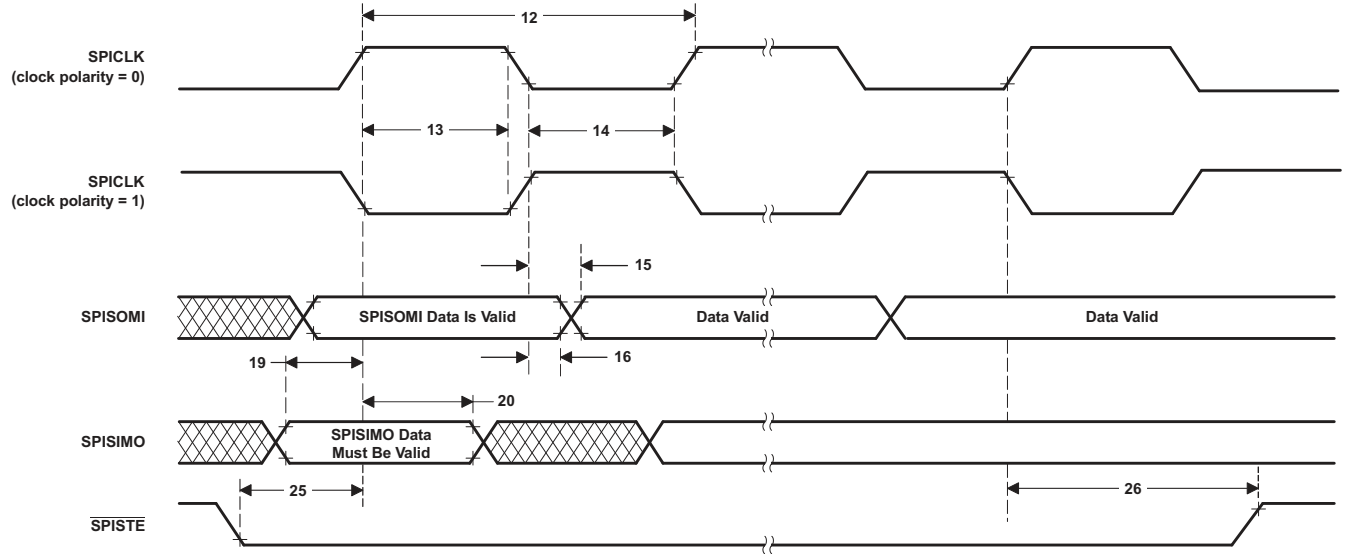 12
SPICLK
(clock polarity = 0)
13
14
SPICLK
(clock polarity = 1)
15
SPISOMI
SPISOMI Data Is Valid
Data Valid
Data Valid
19
16
20
SPISIMO
SPISIMO Data
Must Be Valid
25
26
SPISTE